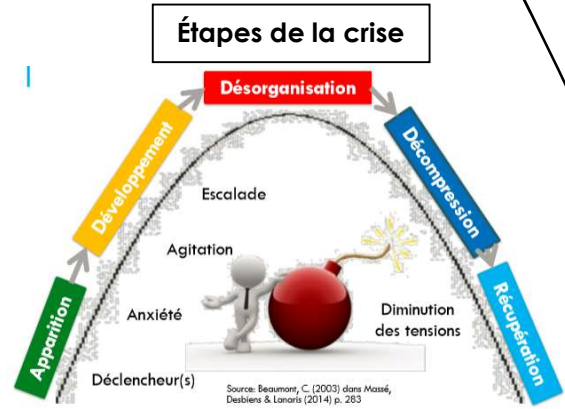 Étapes de la crise
Désorganisation
Développement
Décompression
Escalade
Agitation
Anxiété
Diminution
des tensions
Apparition
Récupération
Déclencheur(s)
Source: Beaumont, C. (2003) dans Massé,
Desbiens & Lanaris (2014) p. 283